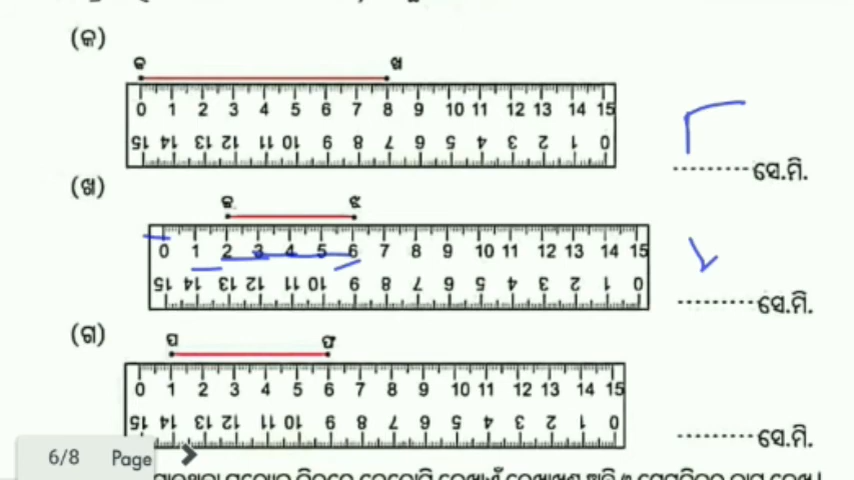 (କ)
କ ଖ
0 1 2 3 4 5 6 7 8 9 10 11 12 13 14 15
15 14 13 12 11 10 9 8 7 6 5 4 3 2 1 0
.........ସେ.ମି.
(ଖ)
0 1 2 3 4 5 6 7 8 9 10 11 12 13 14 15
15 14 13 12 11 10 9 8 7 6 5 4 3 2 1 0
.........ସେ.ମି.
(ଗ)
ପ ଫ
0 1 2 3 4 5 6 7 8 9 10 11 12 13 14 15
15 14 13 12 11 10 9 8 7 6 5 4 3 2 1 0
.........ସେ.ମି.
6/8 Page